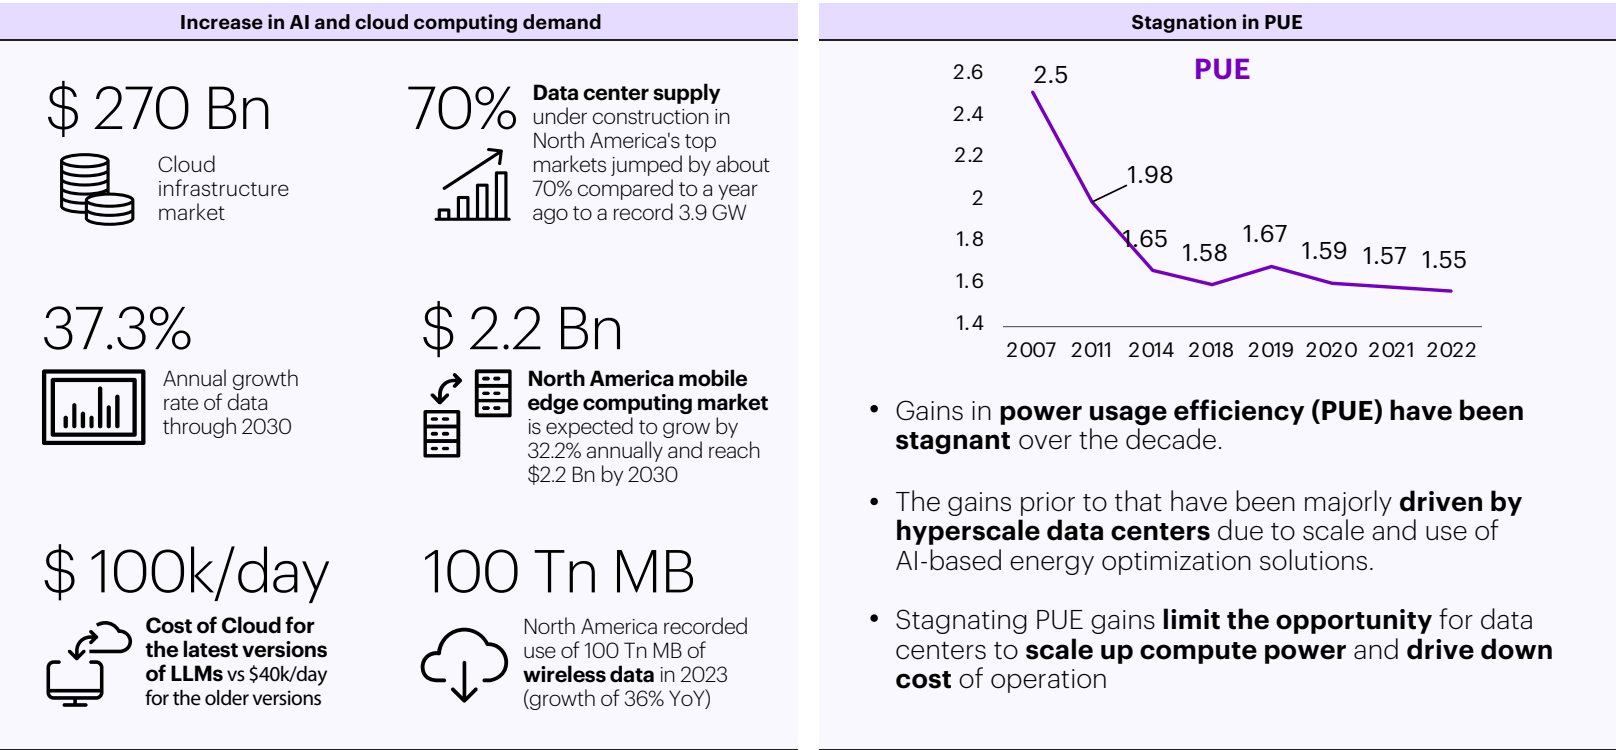 Increase in AI and cloud computing demand
$ 270 Bn
Cloud
infrastructure
market
70%
Data center supply
under construction in
North America's top
markets jumped by about
70% compared to a year
ago to a record 3.9 GW
37.3%
Annual growth
rate of data
through 2030
$ 2.2 Bn
North America mobile
edge computing market
is expected to grow by
32.2% annually and reach
$2.2 Bn by 2030
$ 100k/day
Cost of Cloud for
the latest versions
of LLMs vs $40k/day
for the older versions
100 Tn MB
North America recorded
use of 100 Tn MB of
wireless data in 2023
(growth of 36% YoY)
Stagnation in PUE
PUE
2.6
2.4
2.2
2
1.8
1.6
1.4
2.5
1.98
1.65
1.58
1.67
1.59
1.57
1.55
2007 2011 2014 2018 2019 2020 2021 2022
• Gains in power usage efficiency (PUE) have been
stagnant over the decade.
• The gains prior to that have been majorly driven by
hyperscale data centers due to scale and use of
AI-based energy optimization solutions.
• Stagnating PUE gains limit the opportunity for data
centers to scale up compute power and drive down
cost of operation